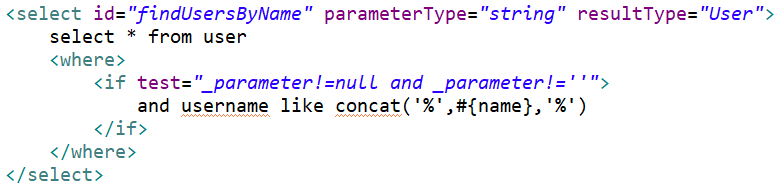 <select id="findUsersByName" parameterType="string" resultType="User">
    select * from user
    <where>
        <if test="_parameter!=null and _parameter!=''">
            and username like concat('%',#{name},'%')
        </if>
    </where>
</select>